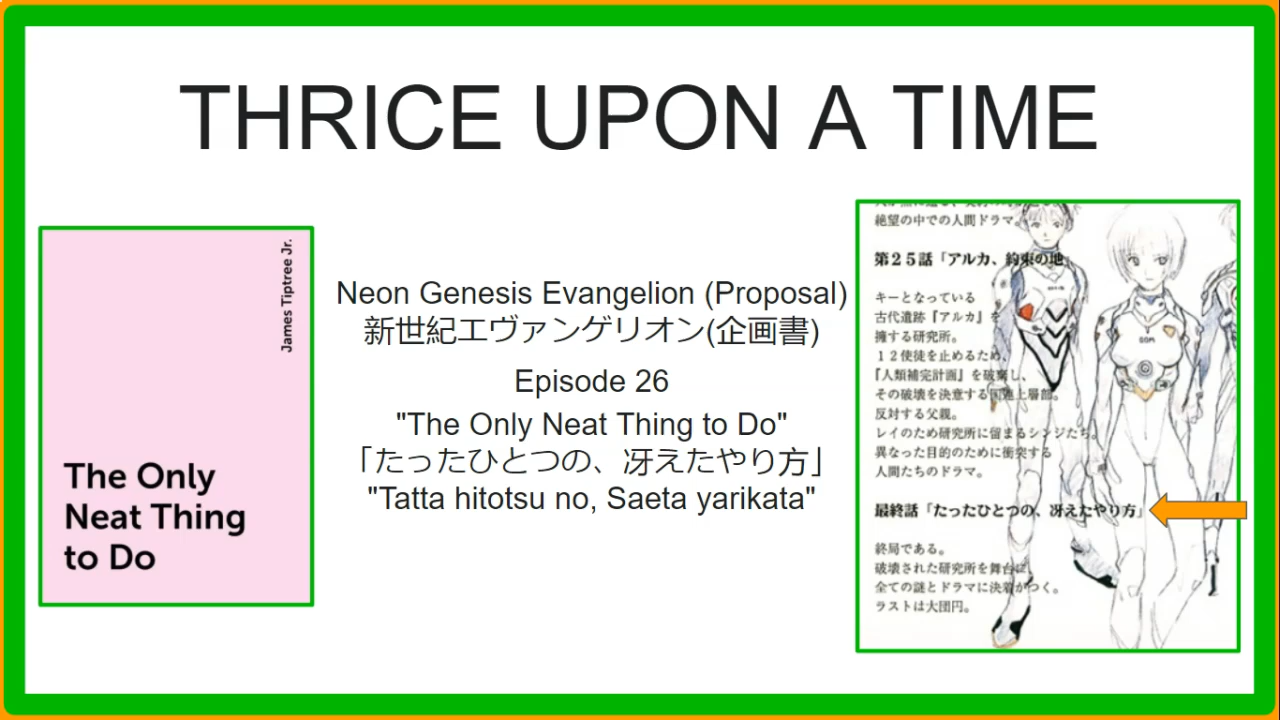 THRICE UPON A TIME
James Tiptree Jr.
The Only
Neat Thing
to Do
Neon Genesis Evangelion (Proposal)
新世紀エヴァンゲリオン(企画書)
Episode 26
"The Only Neat Thing to Do"
「たったひとつの、冴えたやり方」
"Tatta hitotsu no, Saeta yarikata"
絶望の中での人間ドラマ。
第25話「アルカ、約束の地」
キーとなっている
古代遺跡『アルカ』を
擁する研究所。
12使徒を止めるため、
『人類補完計画』を破棄し、
その破壊を決意する国連上層部。
反対する父親。
レイのため研究所に留まるシンジたち。
異なった目的のために衝突する
人間たちのドラマ。
最終話「たったひとつの、冴えたやり方」
終局である。
破壊された研究所を舞台に、
全ての謎とドラマに決着がつく。
ラストは大団円。